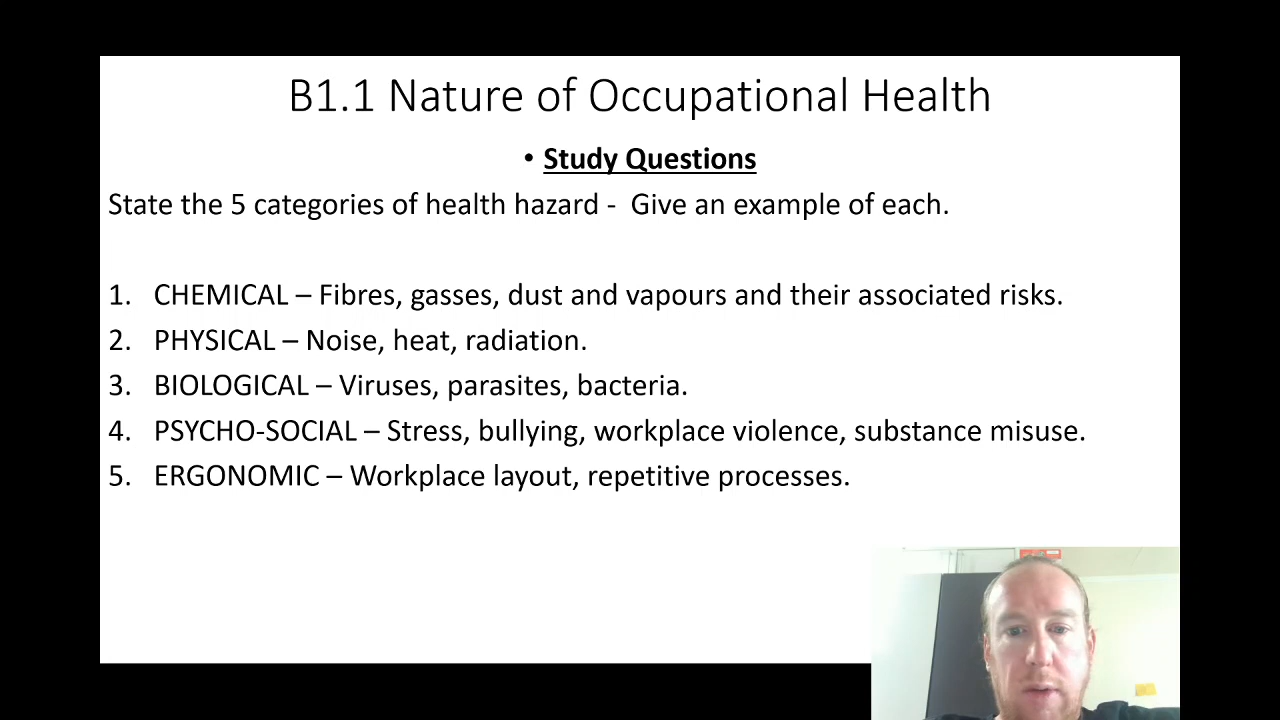 B1.1 Nature of Occupational Health
• Study Questions
State the 5 categories of health hazard -  Give an example of each.
1. CHEMICAL – Fibres, gasses, dust and vapours and their associated risks.
2. PHYSICAL – Noise, heat, radiation.
3. BIOLOGICAL – Viruses, parasites, bacteria.
4. PSYCHO-SOCIAL – Stress, bullying, workplace violence, substance misuse.
5. ERGONOMIC – Workplace layout, repetitive processes.